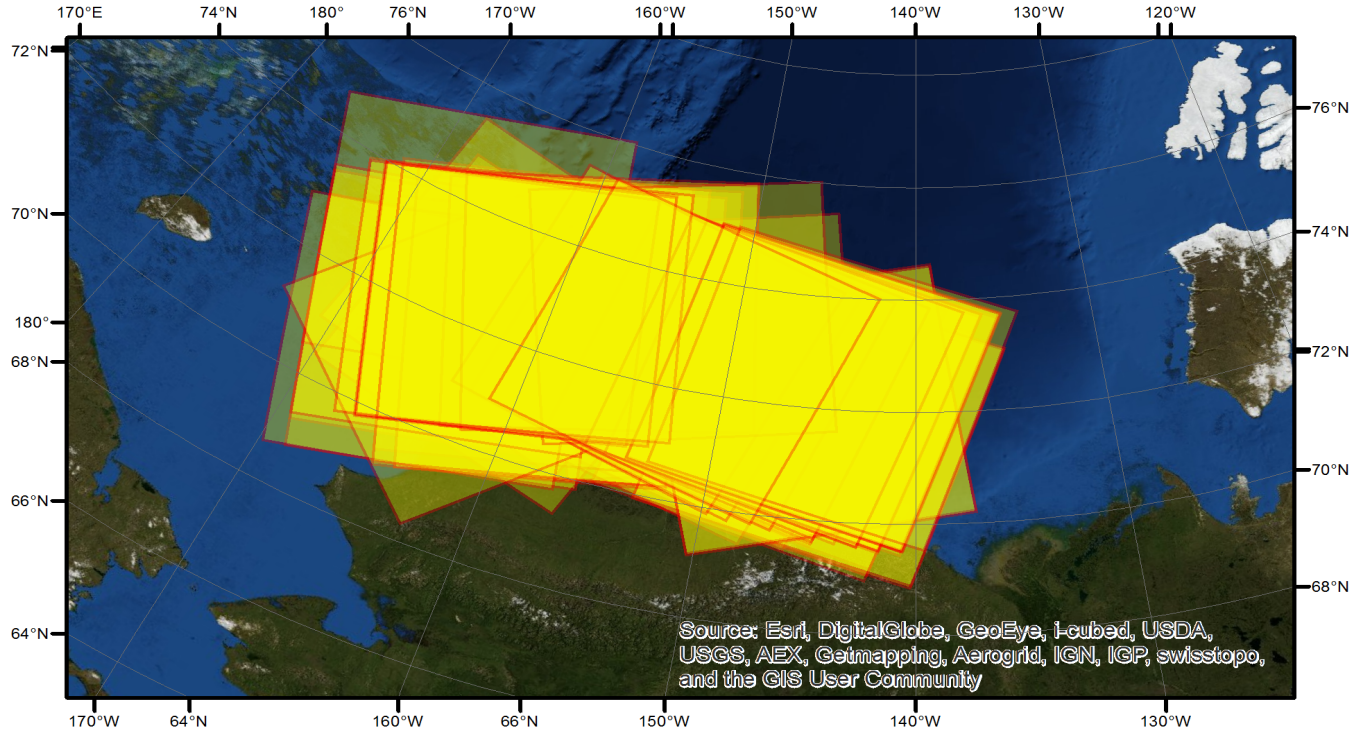 170°E 74°N 180° 76°N 170°W 160°W 150°W 140°W 130°W 120°W
72°N
76°N
70°N
74°N
180°
72°N
68°N
70°N
66°N
68°N
64°N
Source: Esri, DigitalGlobe, GeoEye, i-cubed, USDA,
USGS, AEX, Getmapping, Aerogrid, IGN, IGP, swisstopo,
and the GIS User Community
170°W 64°N 160°W 66°N 150°W 140°W 130°W